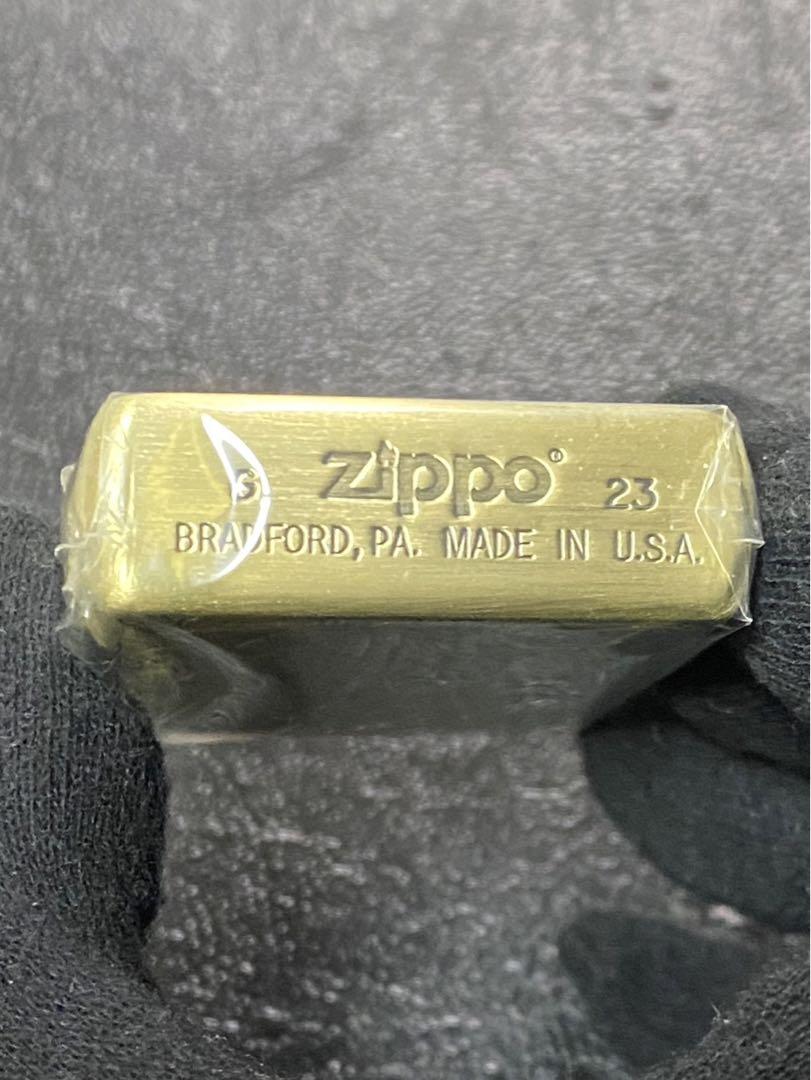 G zippo® 23
BRADFORD, PA. MADE IN U.S.A.